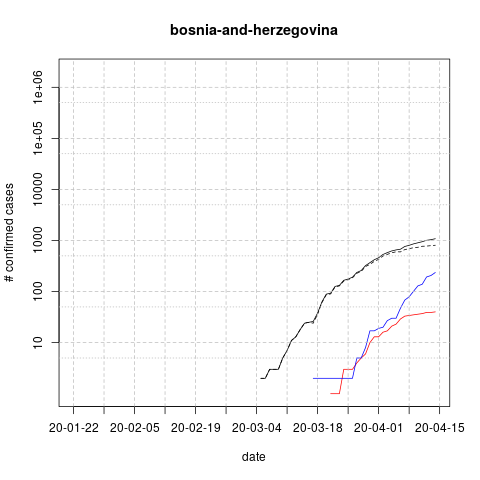 bosnia-and-herzegovina
1e+06
1e+05
10000
1000
100
10
# confirmed cases
20-01-22 20-02-05 20-02-19 20-03-04 20-03-18 20-04-01 20-04-15
date